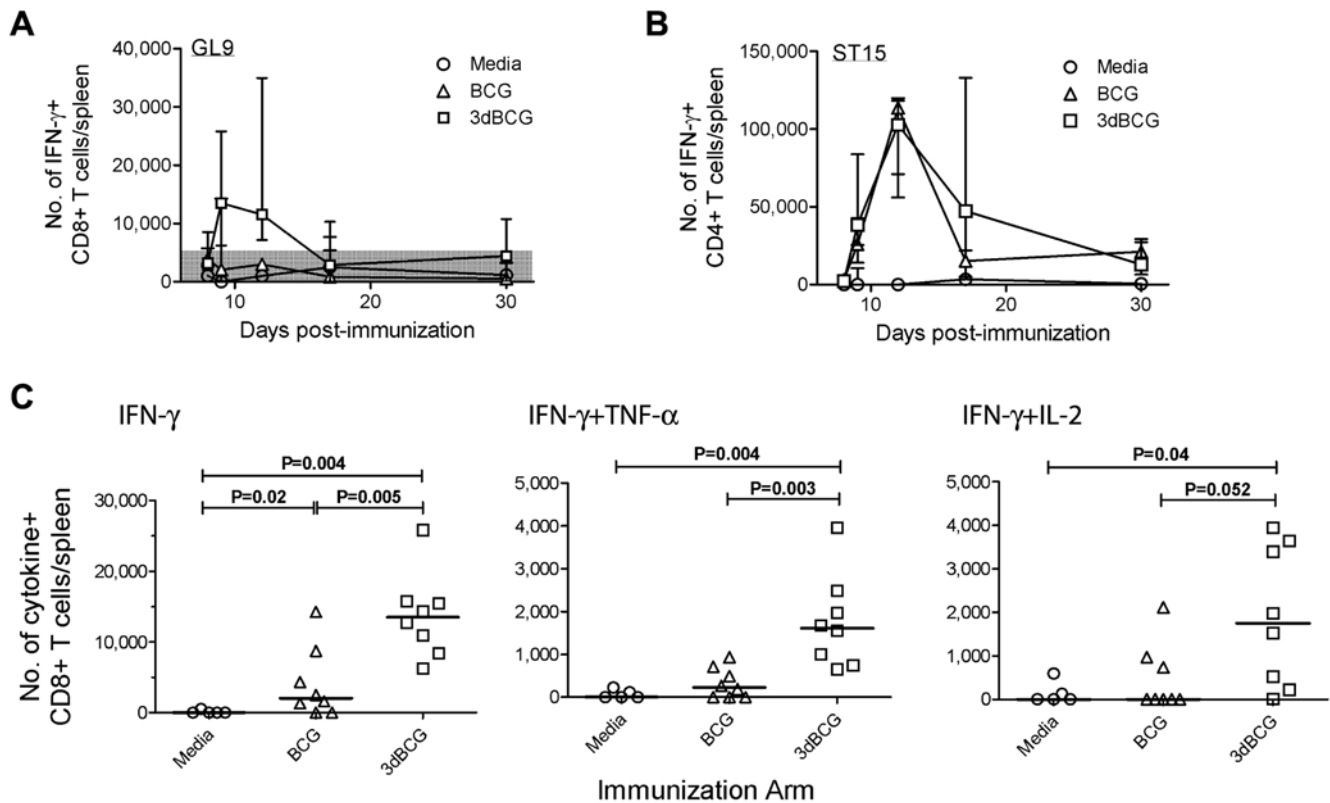 A
GL9
No. of IFN-γ+
CD8+ T cells/spleen
40,000
30,000
20,000
10,000
0
10
20
30
Days post-immunization
Media
BCG
3dBCG
B
ST15
No. of IFN-γ+
CD4+ T cells/spleen
150,000
100,000
50,000
0
10
20
30
Days post-immunization
Media
BCG
3dBCG
C
No. of cytokine+
CD8+ T cells/spleen
IFN-γ
P=0.004
P=0.02
P=0.005
30,000
20,000
10,000
0
Media
BCG
3dBCG
IFN-γ+TNF-α
P=0.004
P=0.003
5,000
4,000
3,000
2,000
1,000
0
Media
BCG
3dBCG
IFN-γ+IL-2
P=0.04
P=0.052
5,000
4,000
3,000
2,000
1,000
0
Media
BCG
3dBCG
Immunization Arm